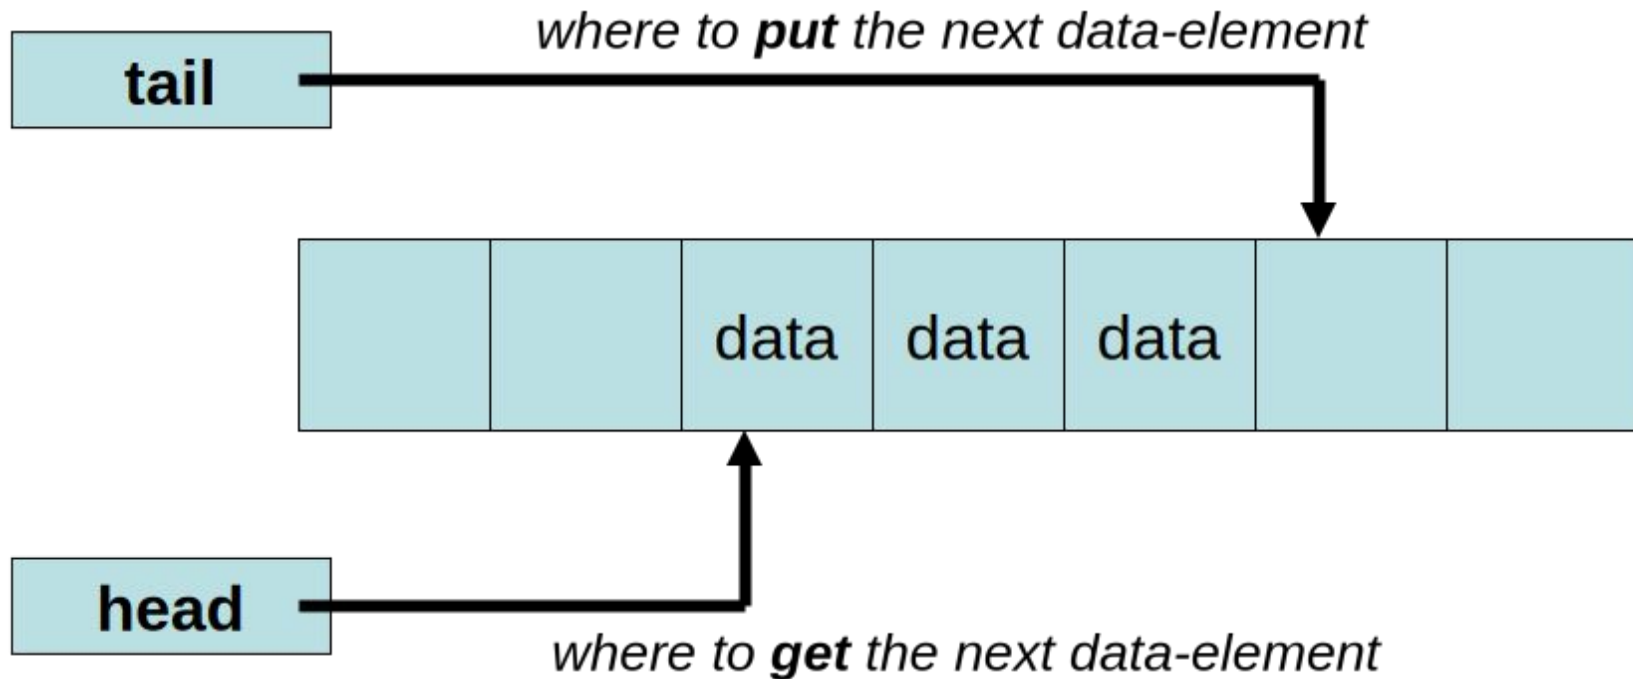 where to put the next data-element
tail
data data data
head
where to get the next data-element